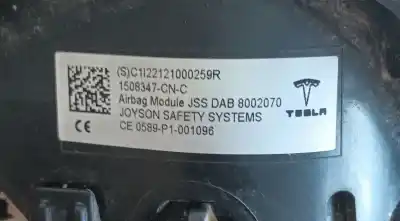 (S)C1I22121000259R
1508347-CN-C
Airbag Module JSS DAB 8002070
JOYSON SAFETY SYSTEMS
CE 0589-P1-001096
CE
TESLA